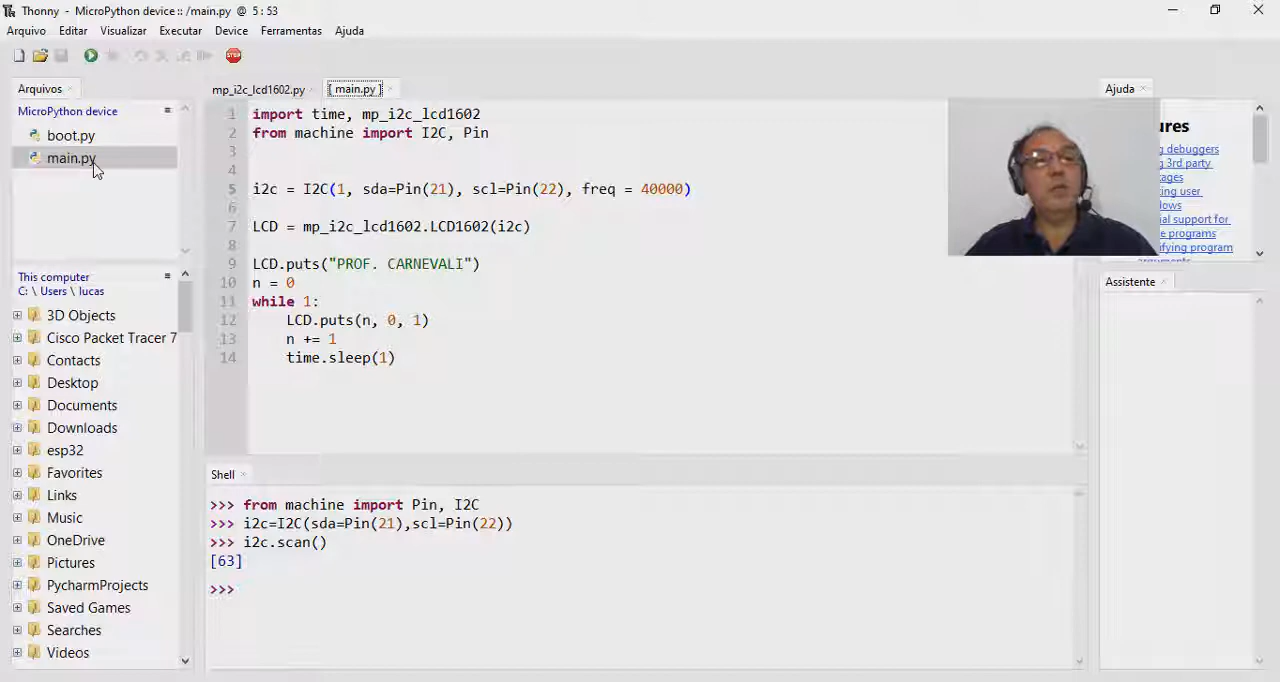 Thonny - MicroPython device :: /main.py @ 5 : 53
Arquivo Editar Visualizar Executar Device Ferramentas Ajuda
STOP
Arquivos
MicroPython device
boot.py
main.py
This computer
C: \ Users \ lucas
3D Objects
Cisco Packet Tracer 7
Contacts
Desktop
Documents
Downloads
esp32
Favorites
Links
Music
OneDrive
Pictures
PycharmProjects
Saved Games
Searches
Videos
mp_i2c_lcd1602.py
[main.py]
1 import time, mp_i2c_lcd1602
2 from machine import I2C, Pin
3
4
5 i2c = I2C(1, sda=Pin(21), scl=Pin(22), freq = 40000)
6
7 LCD = mp_i2c_lcd1602.LCD1602(i2c)
8
9 LCD.puts("PROF. CARNEVALI")
10 n = 0
11 while 1:
12 LCD.puts(n, 0, 1)
13 n += 1
14 time.sleep(1)
Shell
>>> from machine import Pin, I2C
>>> i2c=I2C(sda=Pin(21),scl=Pin(22))
>>> i2c.scan()
[63]
>>>
Ajuda
ures
ng debuggers
ng 3rd party
ages
ing user
lows
ial support for
e programs
ifying program
Assistente